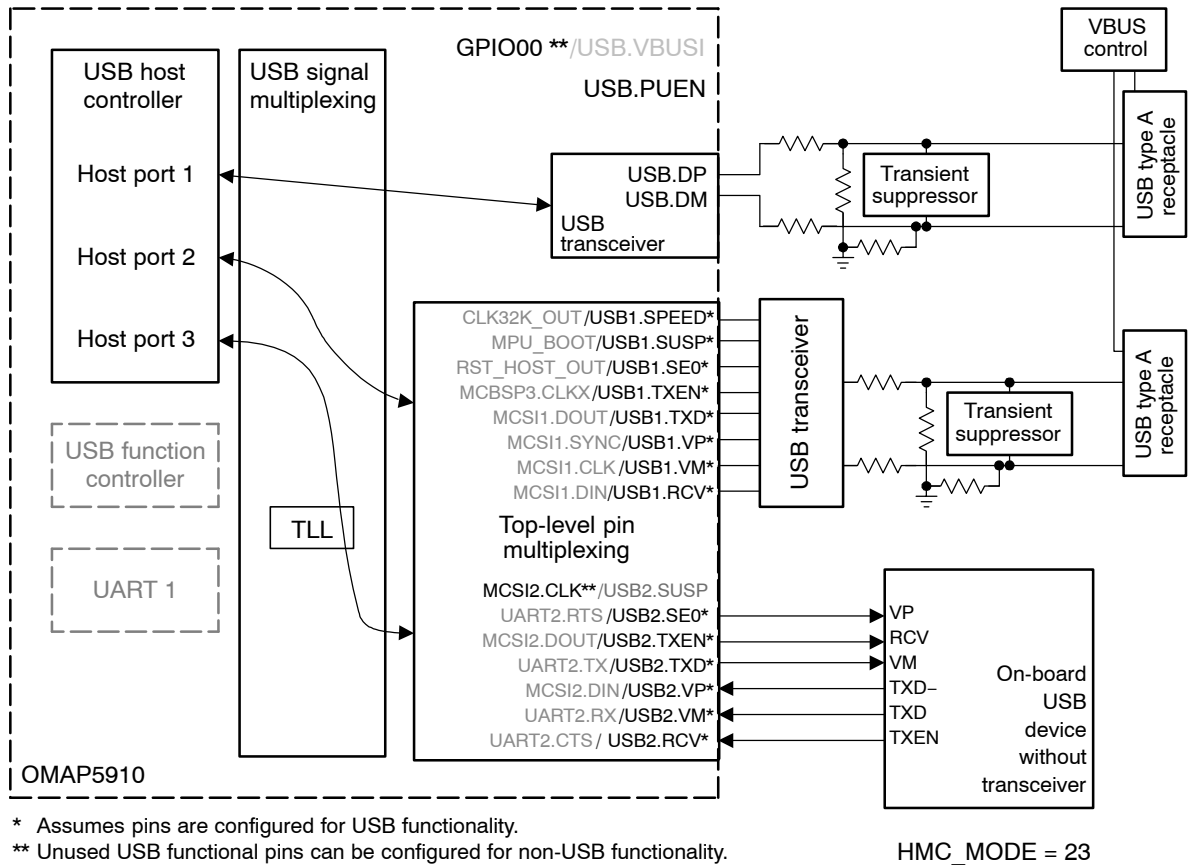 GPIO00 **/USB.VBUSI
USB.PUEN
VBUS
control
USB host
controller
Host port 1
Host port 2
Host port 3
USB signal
multiplexing
USB.DP
USB.DM
USB
transceiver
Transient
suppressor
USB type A
receptacle
CLK32K_OUT/USB1.SPEED*
MPU_BOOT/USB1.SUSP*
RST_HOST_OUT/USB1.SE0*
MCBSP3.CLKX/USB1.TXEN*
MCSI1.DOUT/USB1.TXD*
MCSI1.SYNC/USB1.VP*
MCSI1.CLK/USB1.VM*
MCSI1.DIN/USB1.RCV*
USB transceiver
Transient
suppressor
USB type A
receptacle
USB function
controller
UART 1
TLL
Top-level pin
multiplexing
MCSI2.CLK**/USB2.SUSP
UART2.RTS/USB2.SE0*
MCSI2.DOUT/USB2.TXEN*
UART2.TX/USB2.TXD*
MCSI2.DIN/USB2.VP*
UART2.RX/USB2.VM*
UART2.CTS/ USB2.RCV*
VP
RCV
VM
TXD–
TXD
TXEN
On-board
USB
device
without
transceiver
OMAP5910
* Assumes pins are configured for USB functionality.
** Unused USB functional pins can be configured for non-USB functionality.
HMC_MODE = 23